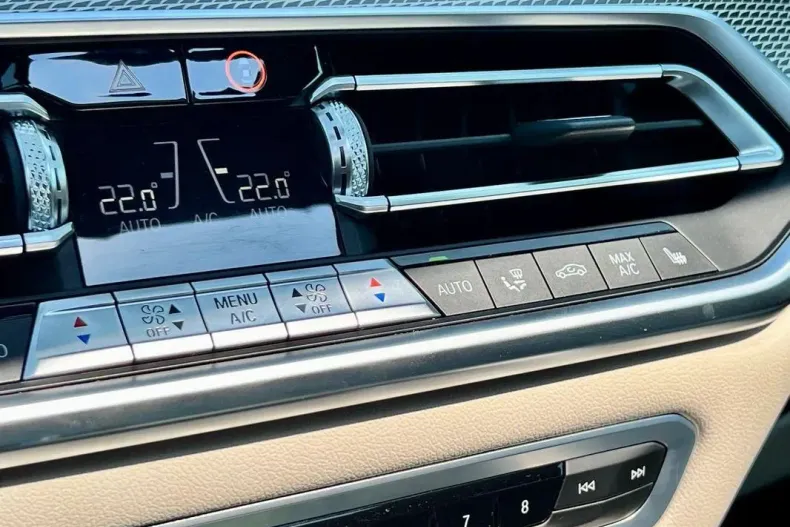 22.0° 22.0°
AUTO A/C AUTO
OFF
MENU
A/C
OFF
AUTO
MAX
A/C
7 8